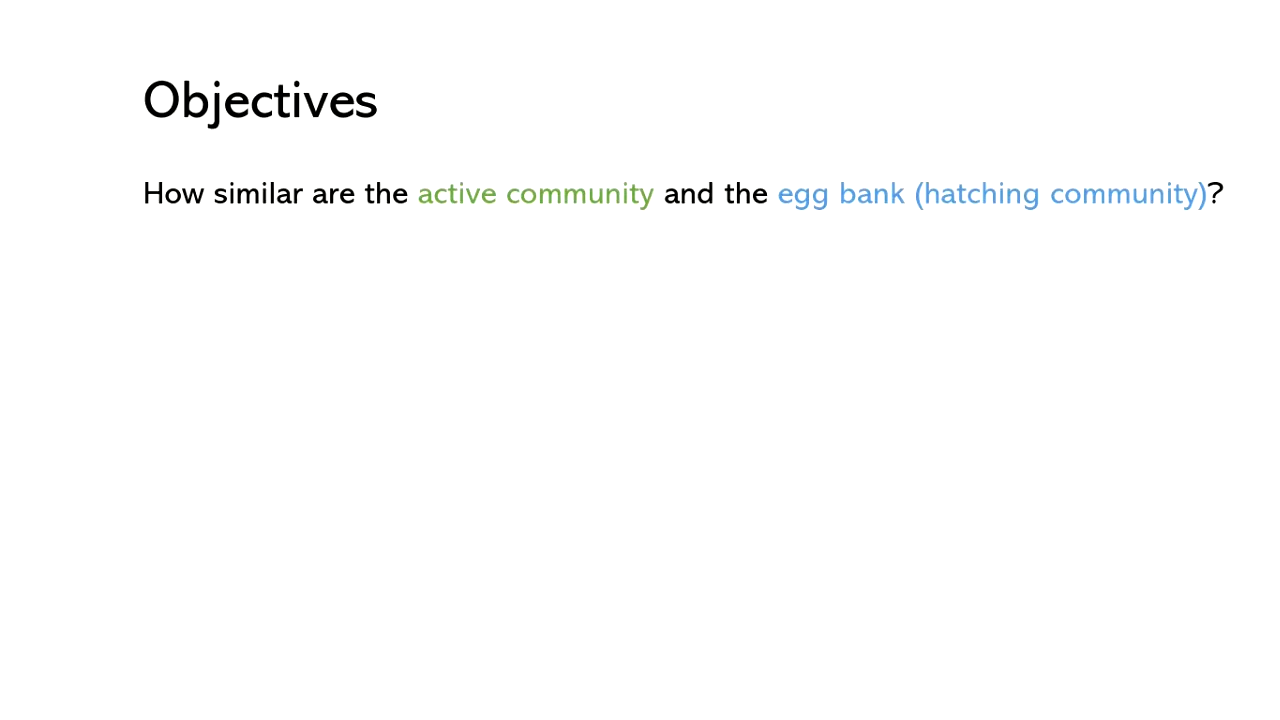 Objectives
How similar are the active community and the egg bank (hatching community)?